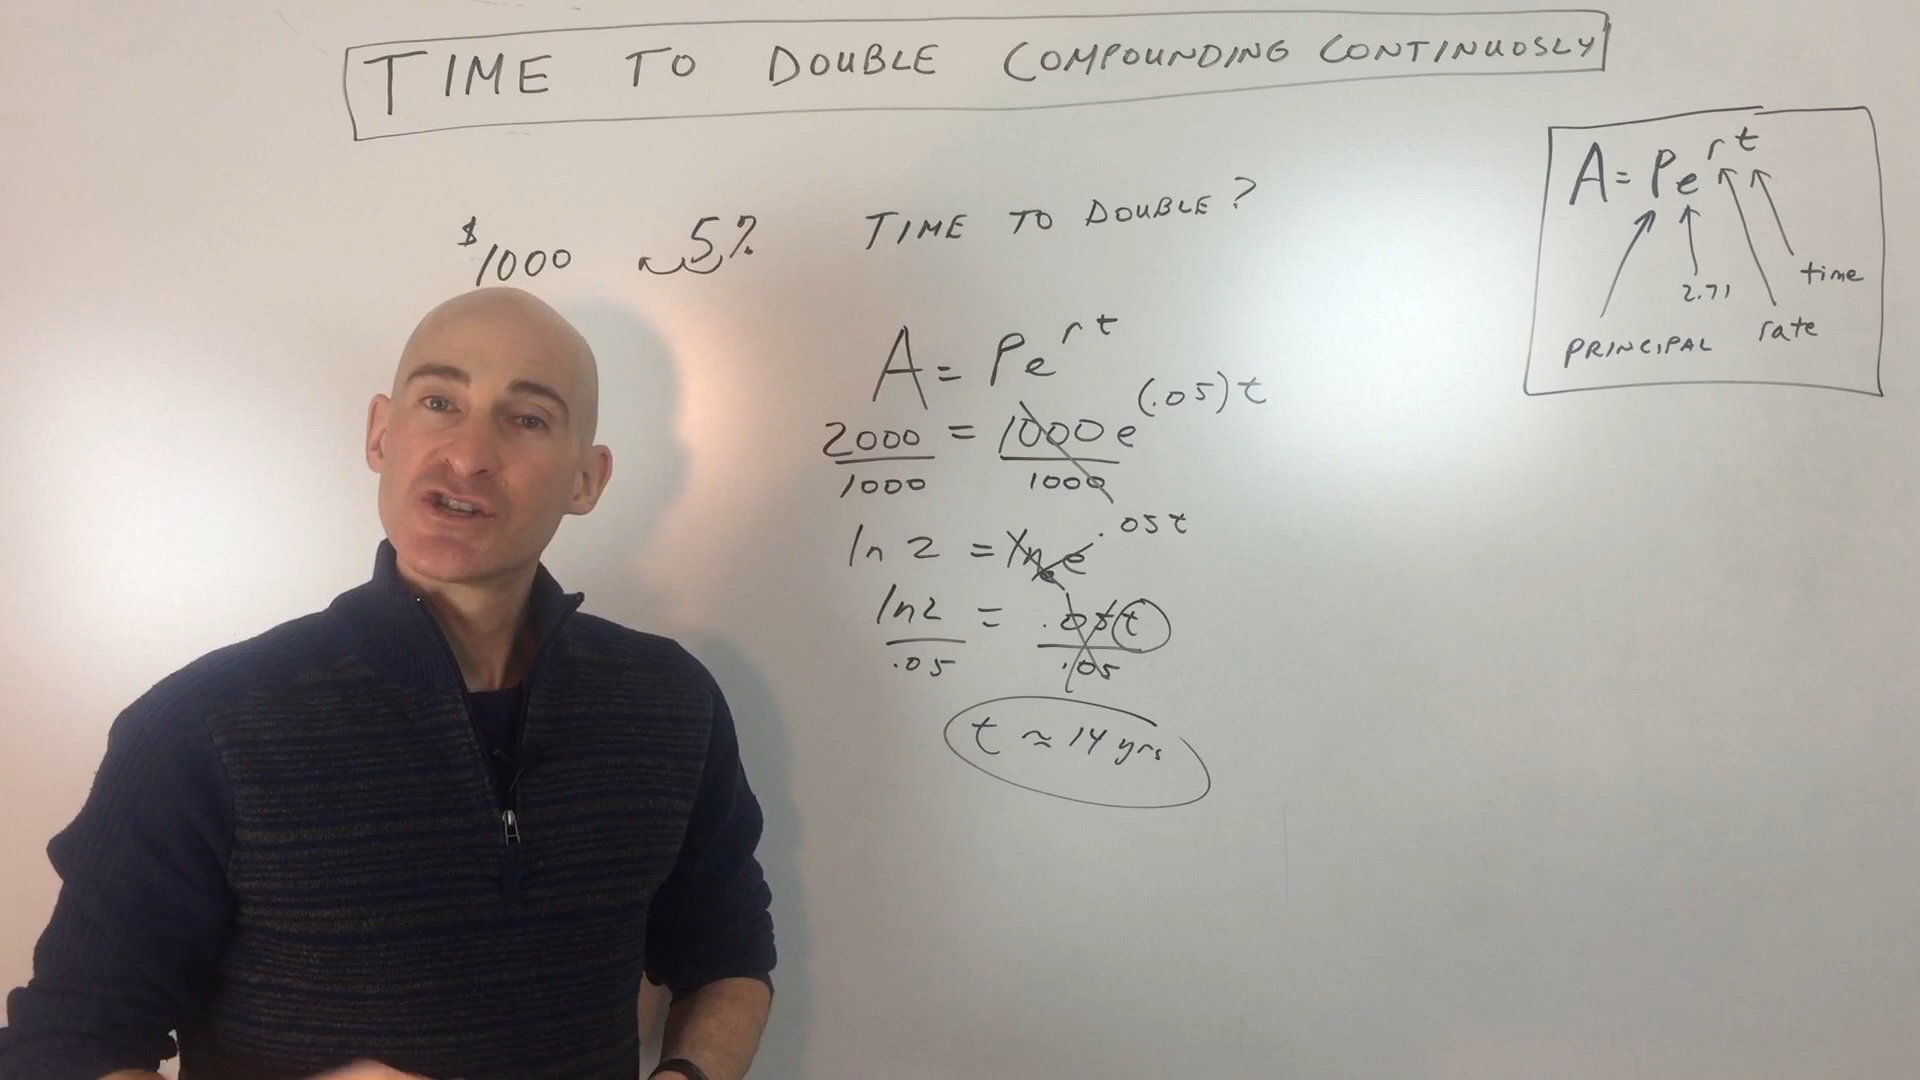 TIME TO DOUBLE COMPOUNDING CONTINUOSLY
$1000 5% TIME TO DOUBLE?
A = Pe^rt
2000 = 1000e^(.05)t
1000 1000
ln 2 = ln e^.05t
ln2 = .05t
.05 .05
t ≈ 14 yrs
A = Pe^rt
time
2.71
rate
PRINCIPAL